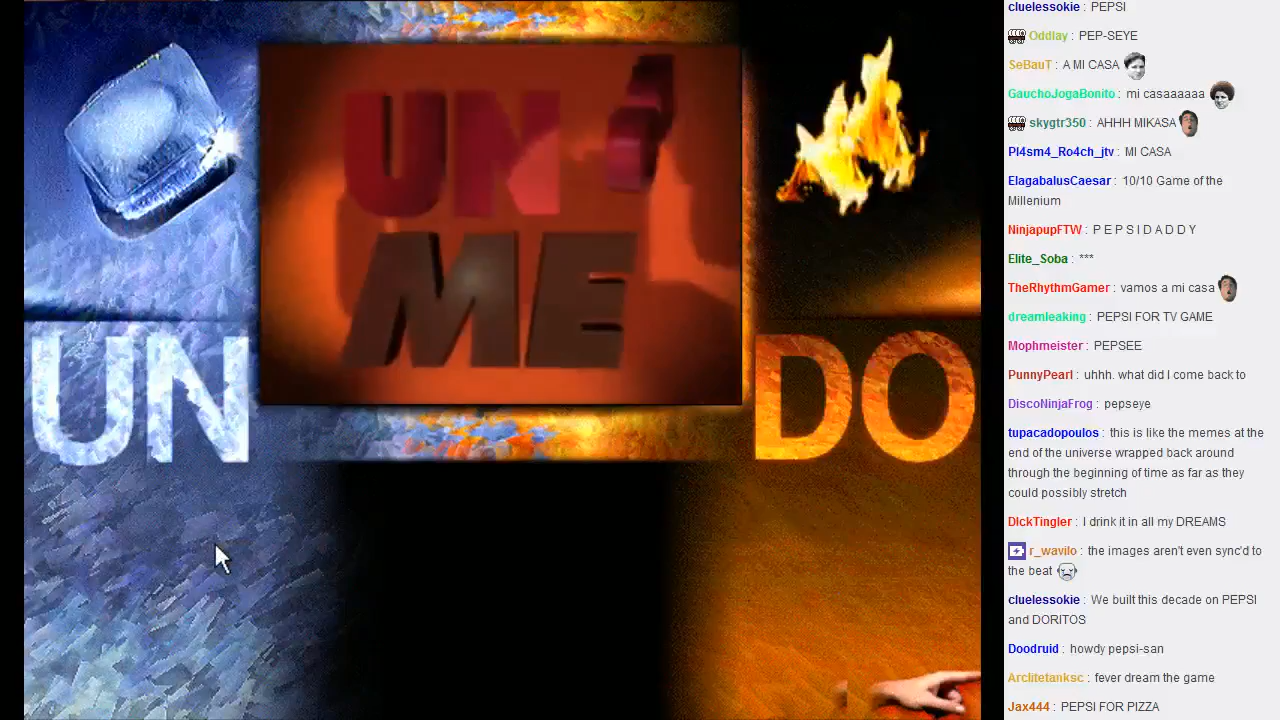 UN
ME
UN
DO
cluelessokie : PEPSI
Oddlay : PEP-SEYE
SeBauT : A MI CASA
GauchoJogaBonito : mi casaaaaaa
skygtr350 : AHHH MIKASA
Pl4sm4_Ro4ch_jtv : MI CASA
ElagabalusCaesar : 10/10 Game of the
Millenium
NinjapupFTW : P E P S I D A D D Y
Elite_Soba : ***
TheRhythmGamer : vamos a mi casa
dreamleaking : PEPSI FOR TV GAME
Mophmeister : PEPSEE
PunnyPearl : uhhh. what did I come back to
DiscoNinjaFrog : pepseye
tupacadopoulos : this is like the memes at the
end of the universe wrapped back around
through the beginning of time as far as they
could possibly stretch
DIckTingler : I drink it in all my DREAMS
r_wavilo : the images aren't even sync'd to
the beat
cluelessokie : We built this decade on PEPSI
and DORITOS
Doodruid : howdy pepsi-san
Arclitetanksc : fever dream the game
Jax444 : PEPSI FOR PIZZA